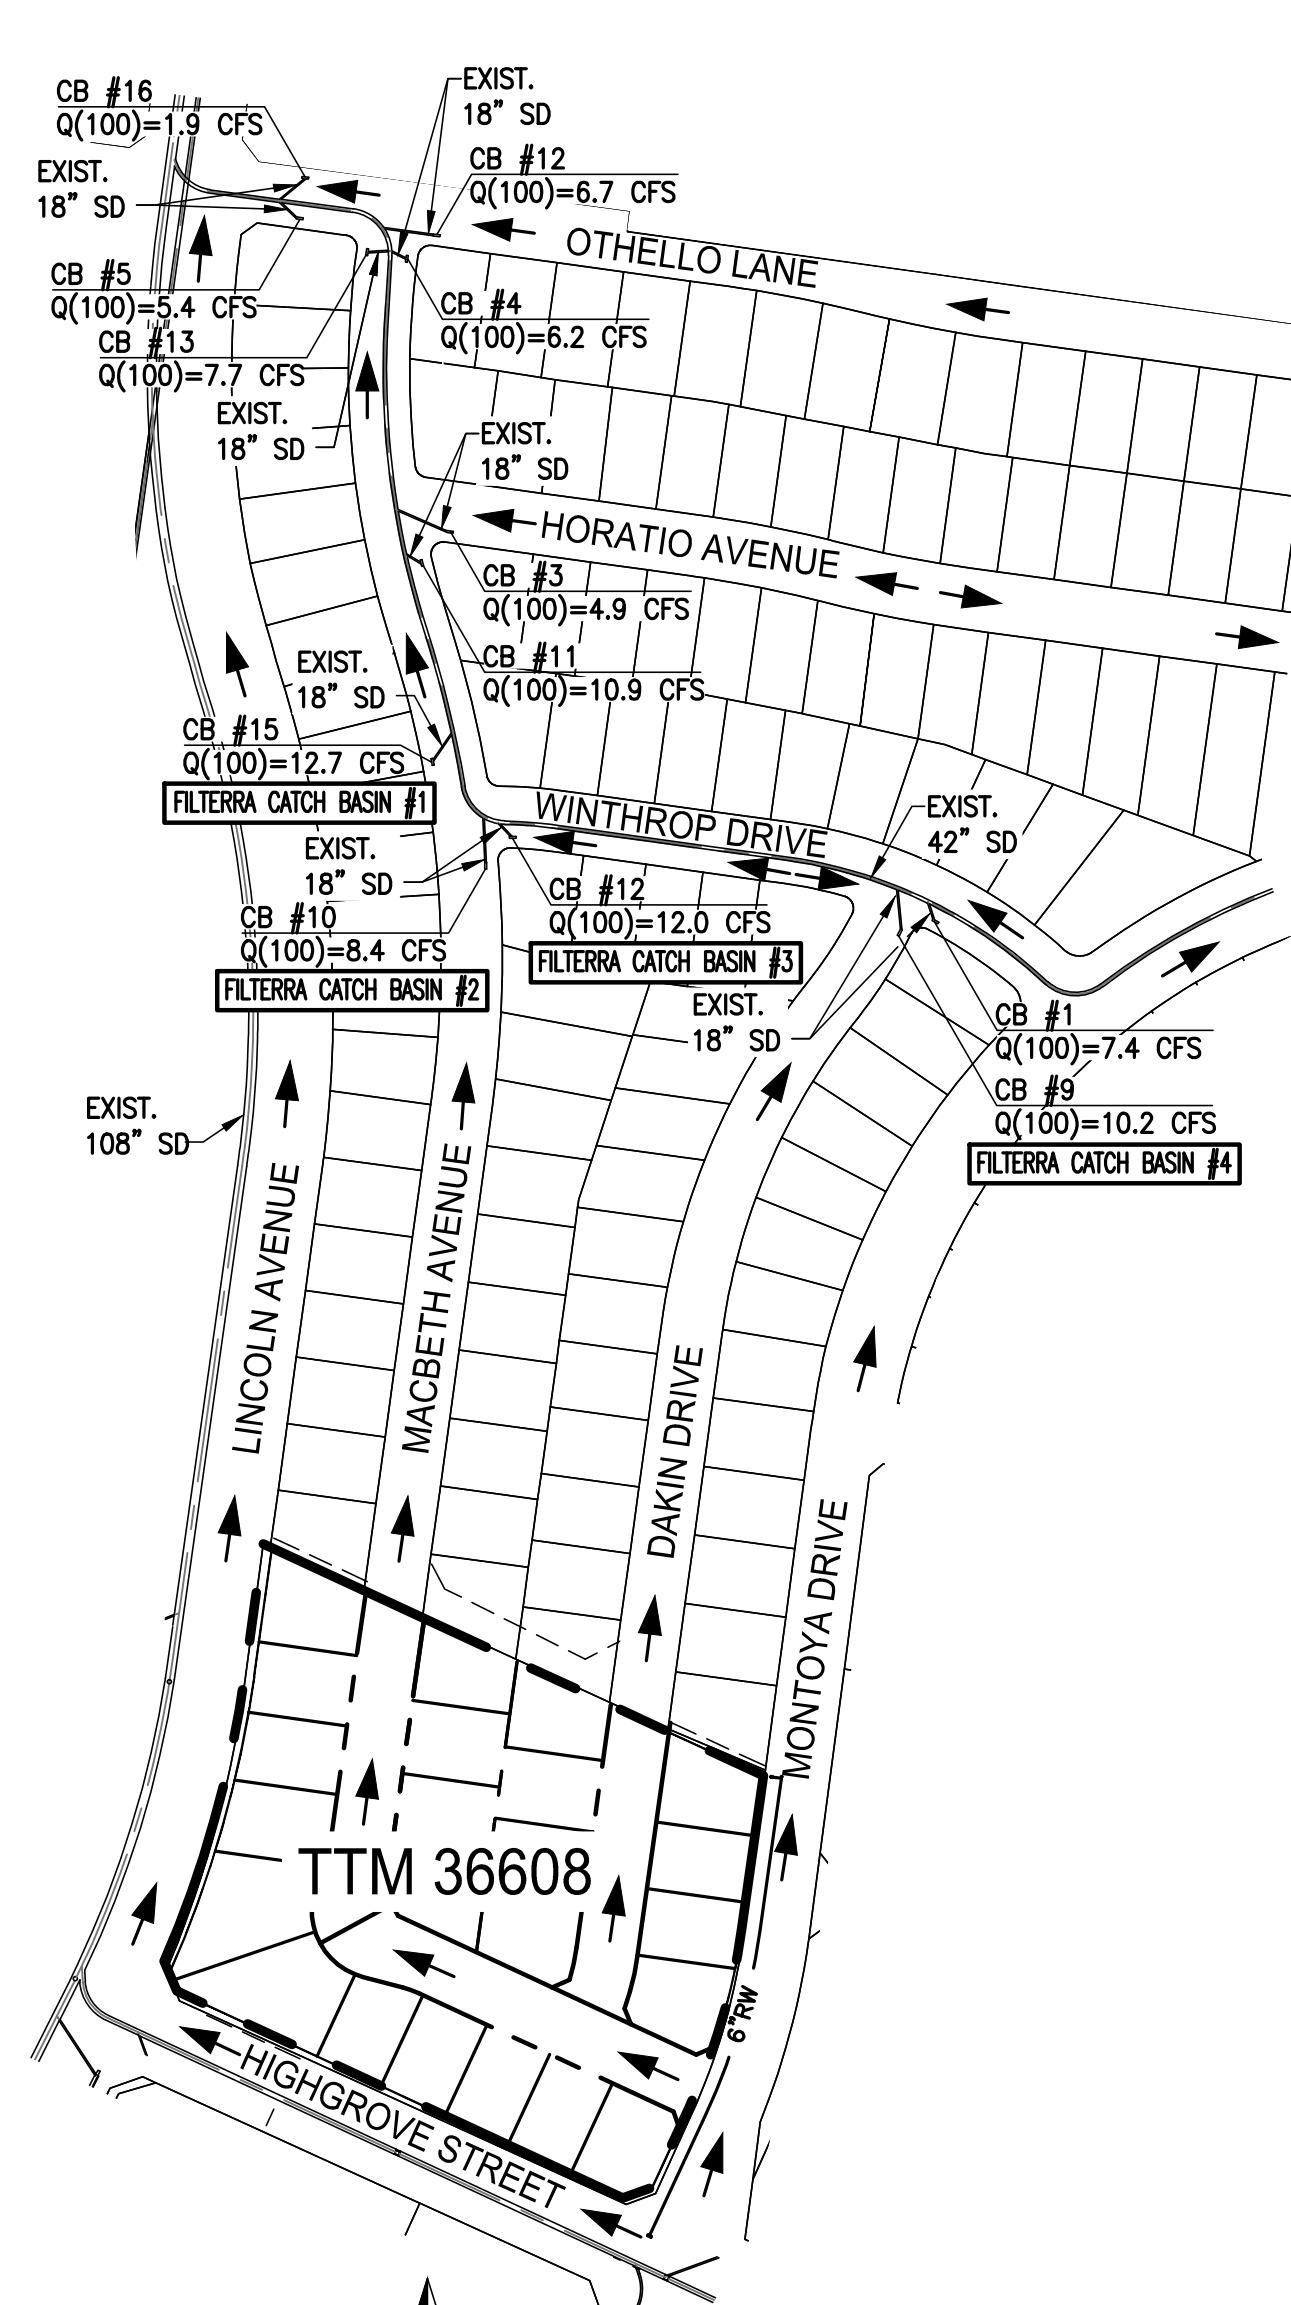 CB #16
Q(100)=1.9 CFS
EXIST.
18" SD
EXIST.
18" SD
CB #12
Q(100)=6.7 CFS
OTHELLO LANE
CB #5
Q(100)=5.4 CFS
CB #4
Q(100)=6.2 CFS
CB #13
Q(100)=7.7 CFS
EXIST.
18" SD
EXIST.
18" SD
HORATIO AVENUE
CB #3
Q(100)=4.9 CFS
CB #11
Q(100)=10.9 CFS
EXIST.
18" SD
CB #15
Q(100)=12.7 CFS
FILTERRA CATCH BASIN #1
WINTHROP DRIVE
EXIST.
42" SD
EXIST.
18" SD
CB #12
Q(100)=12.0 CFS
FILTERRA CATCH BASIN #3
CB #10
Q(100)=8.4 CFS
FILTERRA CATCH BASIN #2
EXIST.
18" SD
CB #1
Q(100)=7.4 CFS
CB #9
Q(100)=10.2 CFS
FILTERRA CATCH BASIN #4
EXIST.
108" SD
LINCOLN AVENUE
MACBETH AVENUE
DAKIN DRIVE
MONTOYA DRIVE
TTM 36608
6"RW
HIGHGROVE STREET